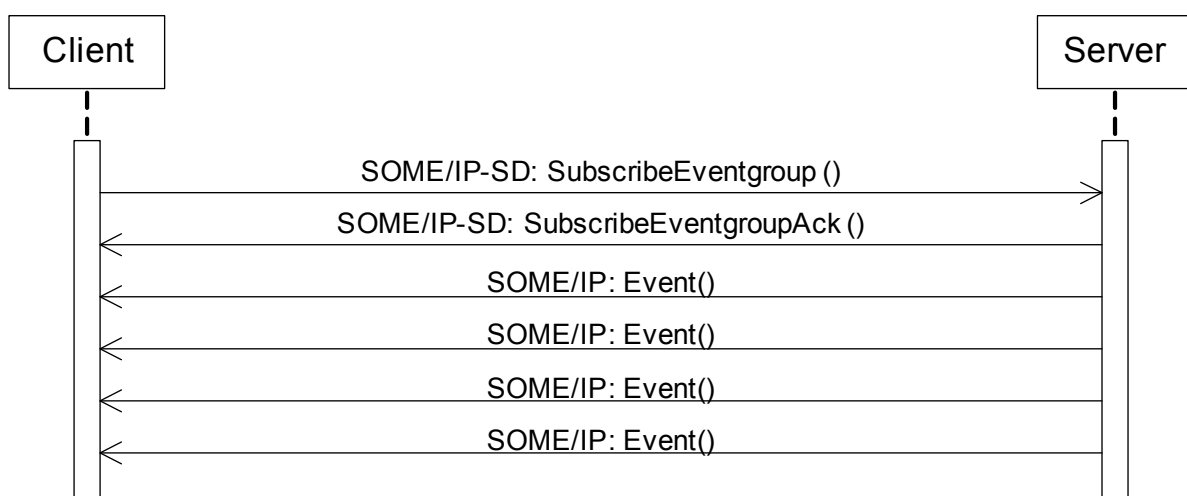 Client
Server
SOME/IP-SD: SubscribeEventgroup ()
SOME/IP-SD: SubscribeEventgroupAck ()
SOME/IP: Event()
SOME/IP: Event()
SOME/IP: Event()
SOME/IP: Event()